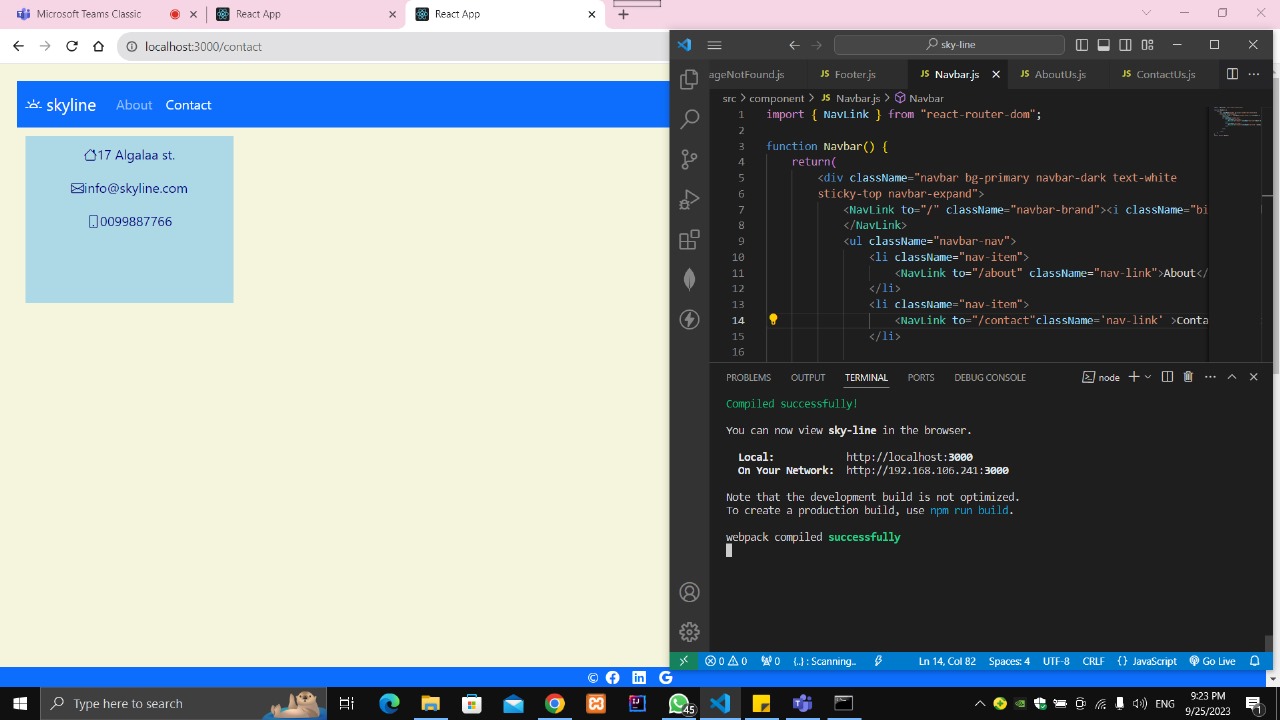 Microsoft Teams Classic
React App
React App
localhost:3000/contact
skyline
About
Contact
17 Algalaa st.
info@skyline.com
0099887766
©
sky-line
ageNotFound.js
JS Footer.js
JS Navbar.js
JS AboutUs.js
JS ContactUs.js
src > component > JS Navbar.js > Navbar
1 import { NavLink } from "react-router-dom";
2
3 function Navbar() {
4 return(
5 <div className="navbar bg-primary navbar-dark text-white
6 sticky-top navbar-expand">
7 <NavLink to="/" className="navbar-brand"><i className="bi
8 </NavLink>
9 <ul className="navbar-nav">
10 <li className="nav-item">
11 <NavLink to="/about" className="nav-link">About</
12 </li>
13 <li className="nav-item">
14 <NavLink to="/contact"className='nav-link' >Conta
15 </li>
16
PROBLEMS OUTPUT TERMINAL PORTS DEBUG CONSOLE
node
Compiled successfully!
You can now view sky-line in the browser.
Local: http://localhost:3000
On Your Network: http://192.168.106.241:3000
Note that the development build is not optimized.
To create a production build, use npm run build.
webpack compiled successfully
0 0 0 {..} : Scanning.. Ln 14, Col 82 Spaces: 4 UTF-8 CRLF {} JavaScript Go Live
Type here to search
45
ENG
9:23 PM
9/25/2023
1